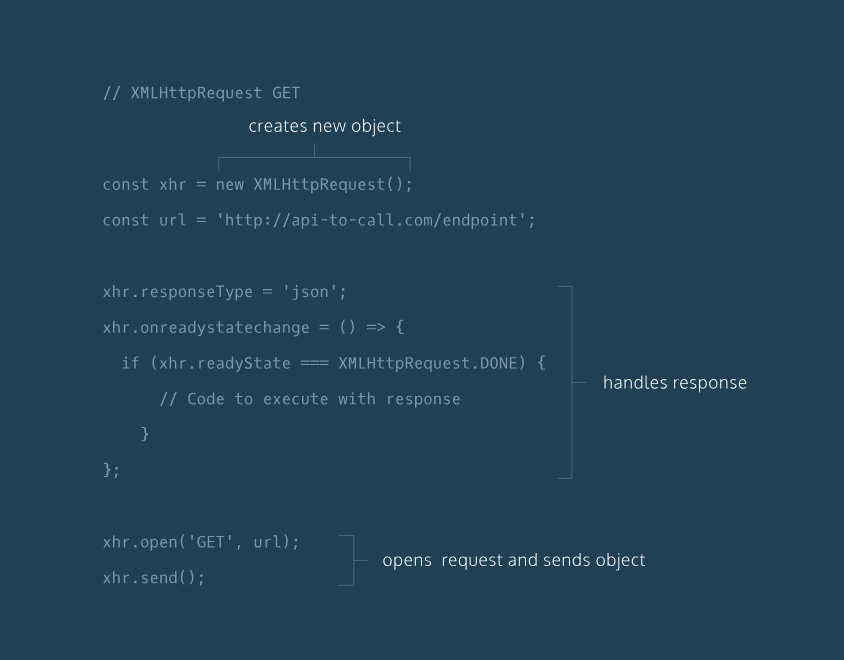 // XMLHttpRequest GET
creates new object
const xhr = new XMLHttpRequest();
const url = 'http://api-to-call.com/endpoint';
xhr.responseType = 'json';
xhr.onreadystatechange = () => {
if (xhr.readyState === XMLHttpRequest.DONE) {
handles response
// Code to execute with response
}
};
xhr.open('GET', url);
opens  request and sends object
xhr.send();